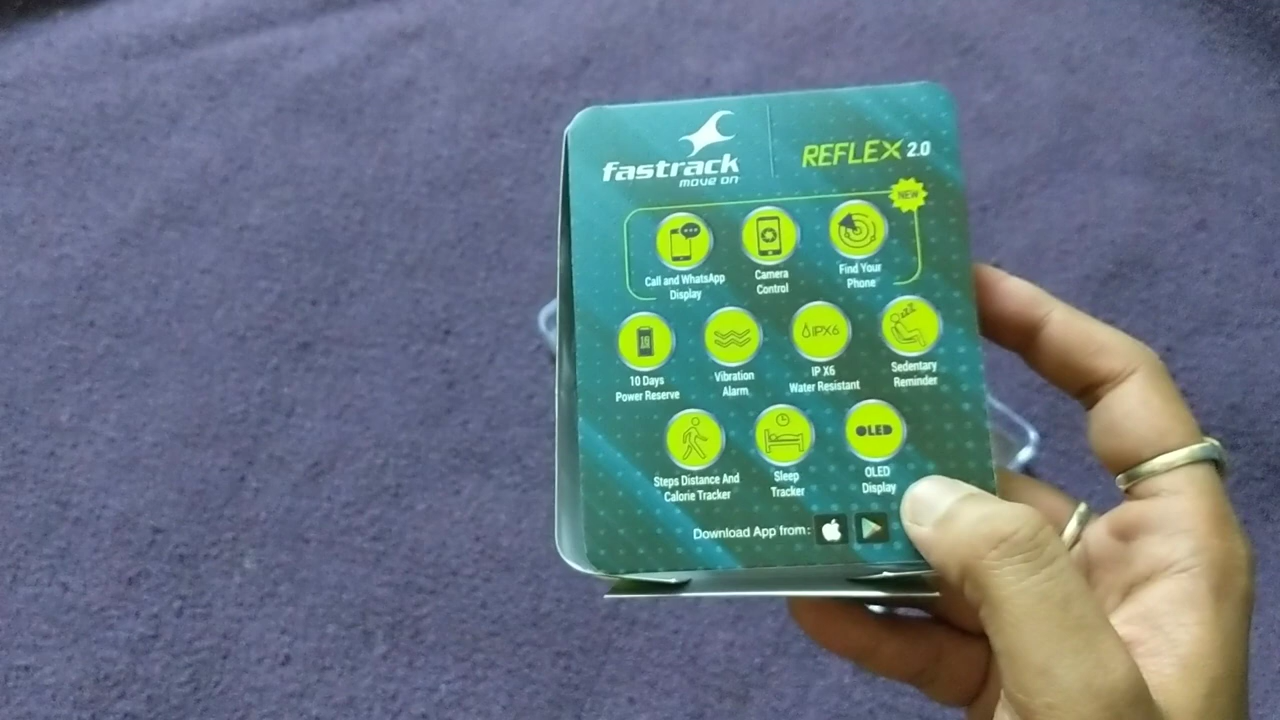 fastrack
move on
REFLEX 2.0
NEW
Call and WhatsApp
Display
Camera
Control
Find Your
Phone
10 Days
Power Reserve
Vibration
Alarm
IPX6
IP X6
Water Resistant
Sedentary
Reminder
Steps Distance And
Calorie Tracker
Sleep
Tracker
OLED
OLED
Display
Download App from: